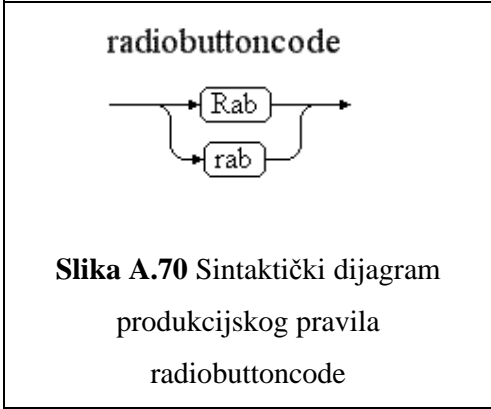 radiobuttoncode
Rab
rab
Slika A.70 Sintaktički dijagram
produkcijskog pravila
radiobuttoncode